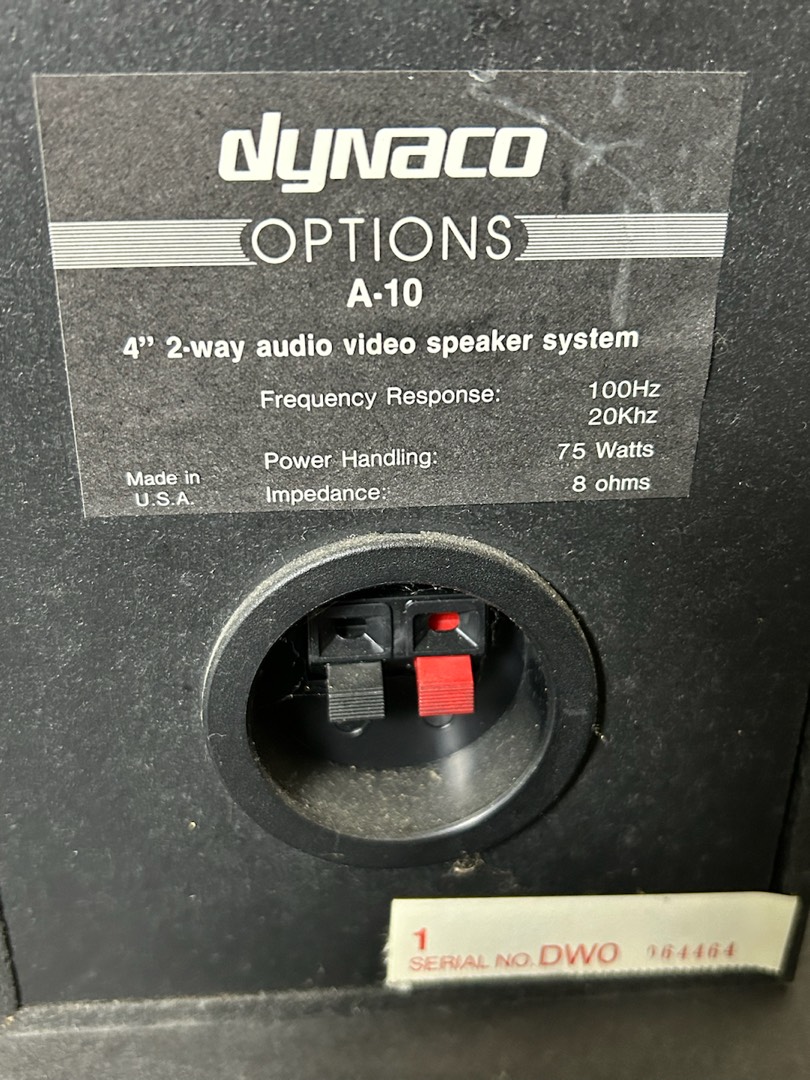 dynaco
OPTIONS
A-10
4" 2-way audio video speaker system
Frequency Response: 100Hz
20Khz
Power Handling: 75 Watts
Made in
U.S.A.
Impedance: 8 ohms
1
SERIAL NO. DWO